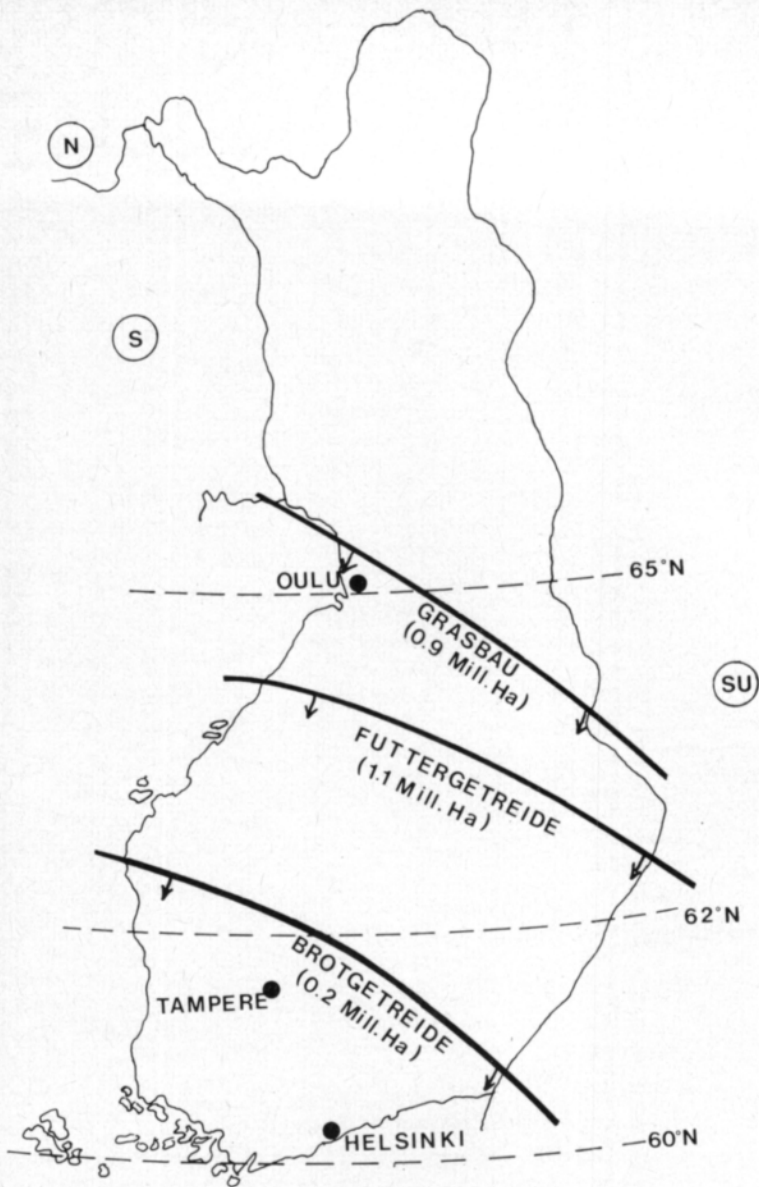 N
S
OULU
65°N
GRASBAU
(0.9 Mill. Ha)
SU
FUTTERGETREIDE
(1.1 Mill. Ha)
62°N
BROTGETREIDE
(0.2 Mill. Ha)
TAMPERE
HELSINKI
60°N